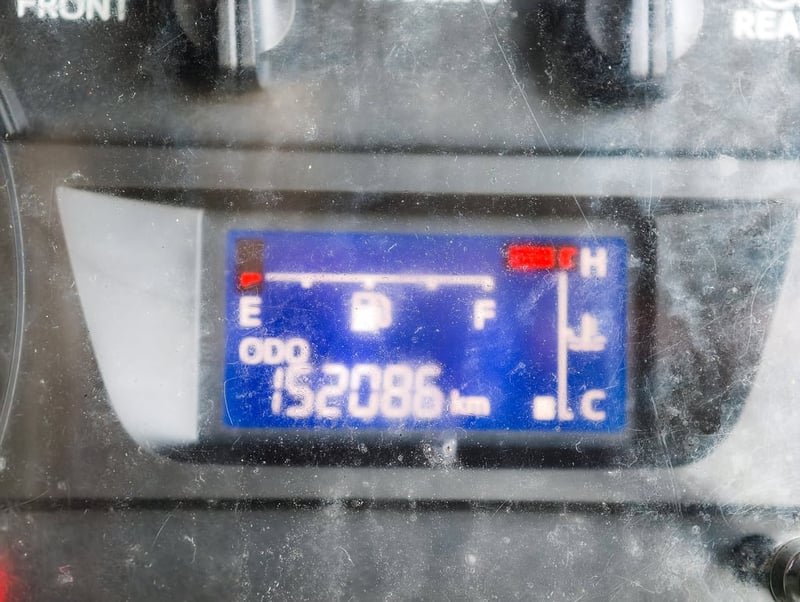 FRONT
REA
H
E F
ODO
152086 km
C